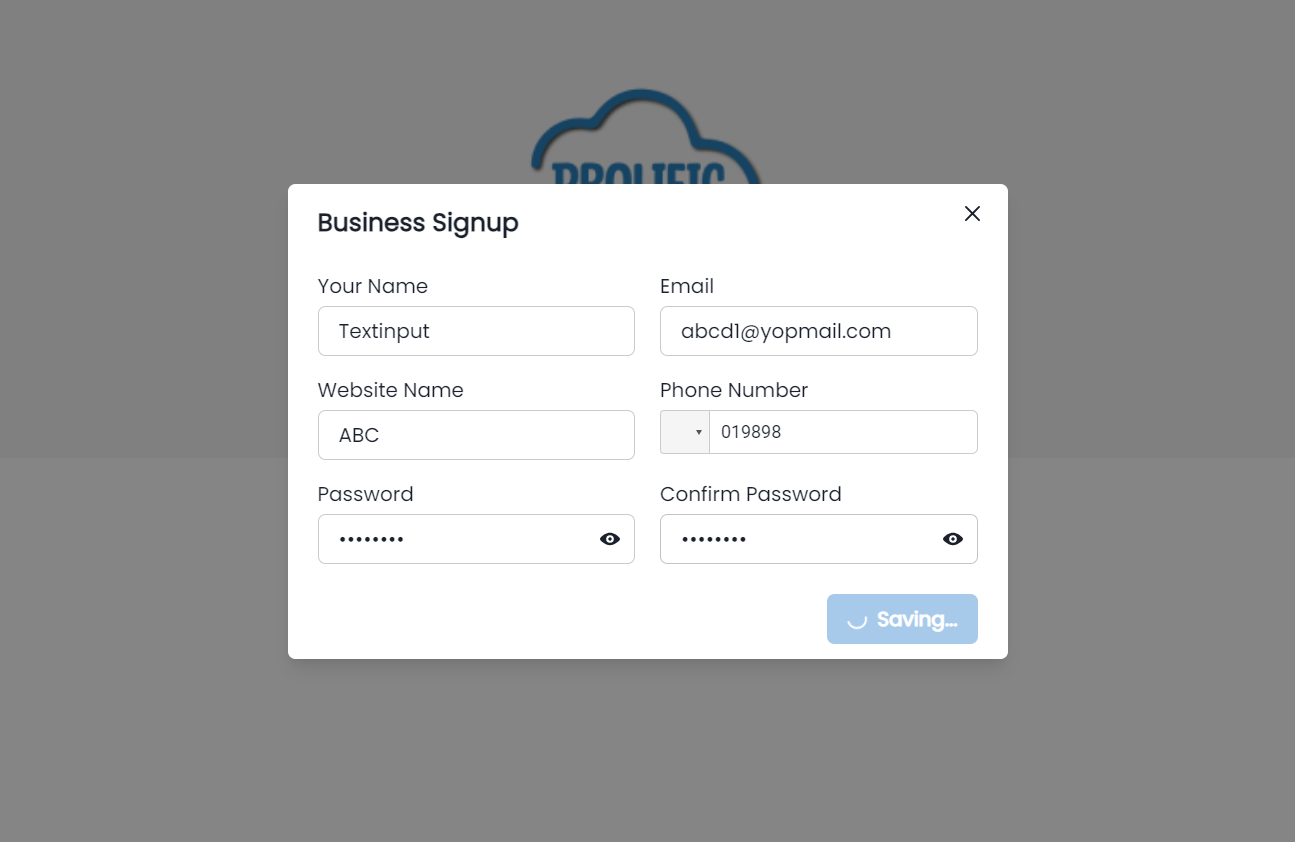 PROLIFIC
Business Signup
Your Name
Email
Textinput
abcd1@yopmail.com
Website Name
Phone Number
ABC
019898
Password
Confirm Password
••••••••
••••••••
Saving...